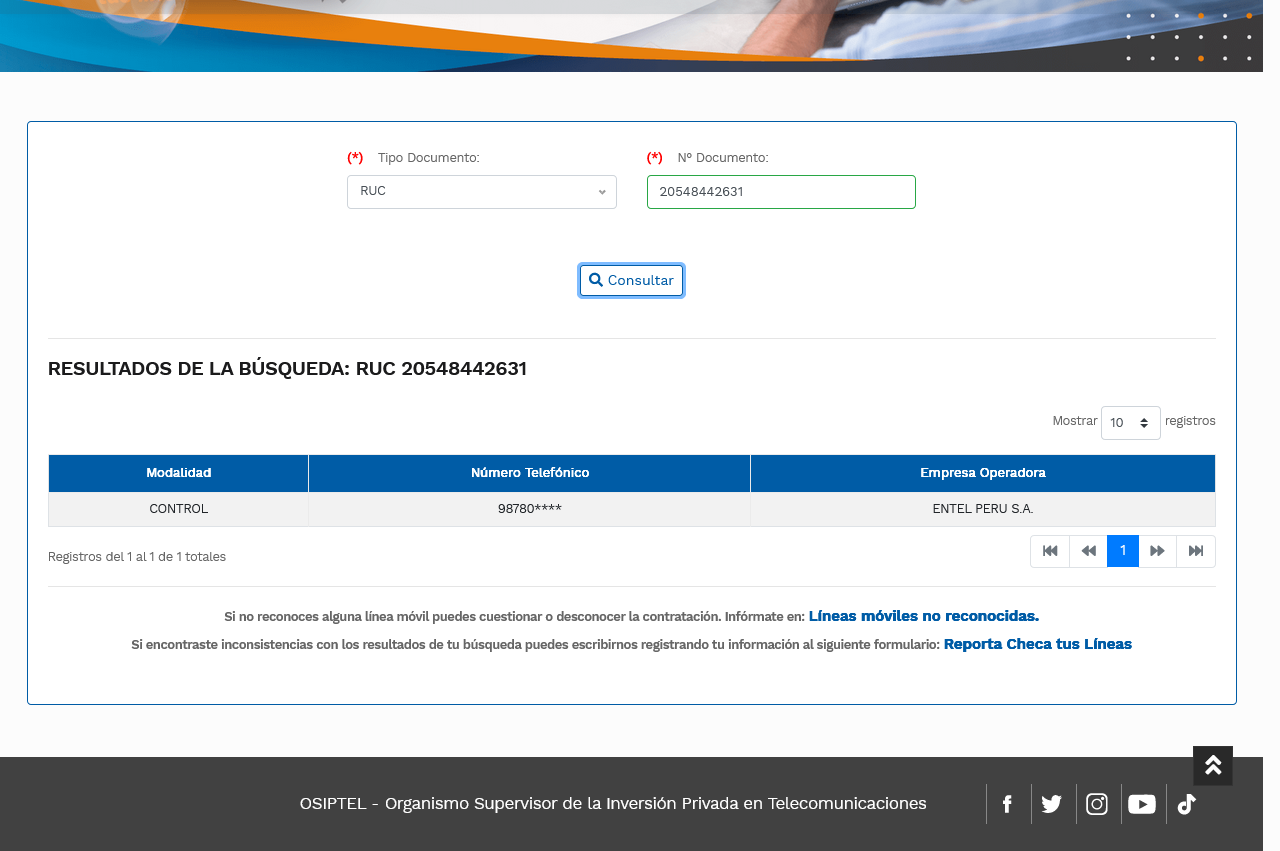 (*) Tipo Documento: (*) Nº Documento:
RUC 20548442631
Consultar
RESULTADOS DE LA BÚSQUEDA: RUC 20548442631
Mostrar 10 registros
Modalidad Número Telefónico Empresa Operadora
CONTROL 98780**** ENTEL PERU S.A.
Registros del 1 al 1 de 1 totales 1
Si no reconoces alguna línea móvil puedes cuestionar o desconocer la contratación. Infórmate en: Líneas móviles no reconocidas.
Si encontraste inconsistencias con los resultados de tu búsqueda puedes escribirnos registrando tu información al siguiente formulario: Reporta Checa tus Líneas
OSIPTEL - Organismo Supervisor de la Inversión Privada en Telecomunicaciones